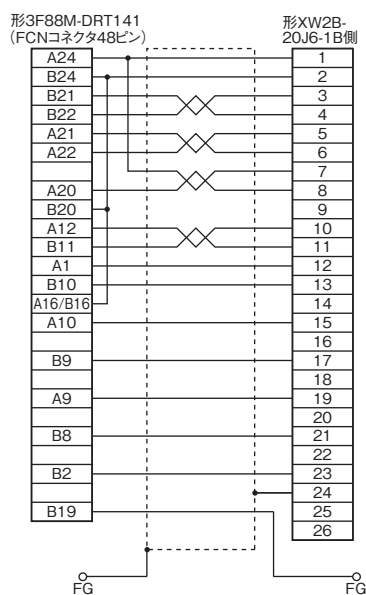 形3F88M-DRT141
(FCNコネクタ48ピン)
形XW2B-
20J6-1B側
A24 1
B24 2
B21 3
B22 4
A21 5
A22 6
7
A20 8
B20 9
A12 10
B11 11
A1 12
B10 13
A16/B16 14
A10 15
16
B9 17
18
A9 19
20
B8 21
22
B2 23
24
B19 25
26
FG FG